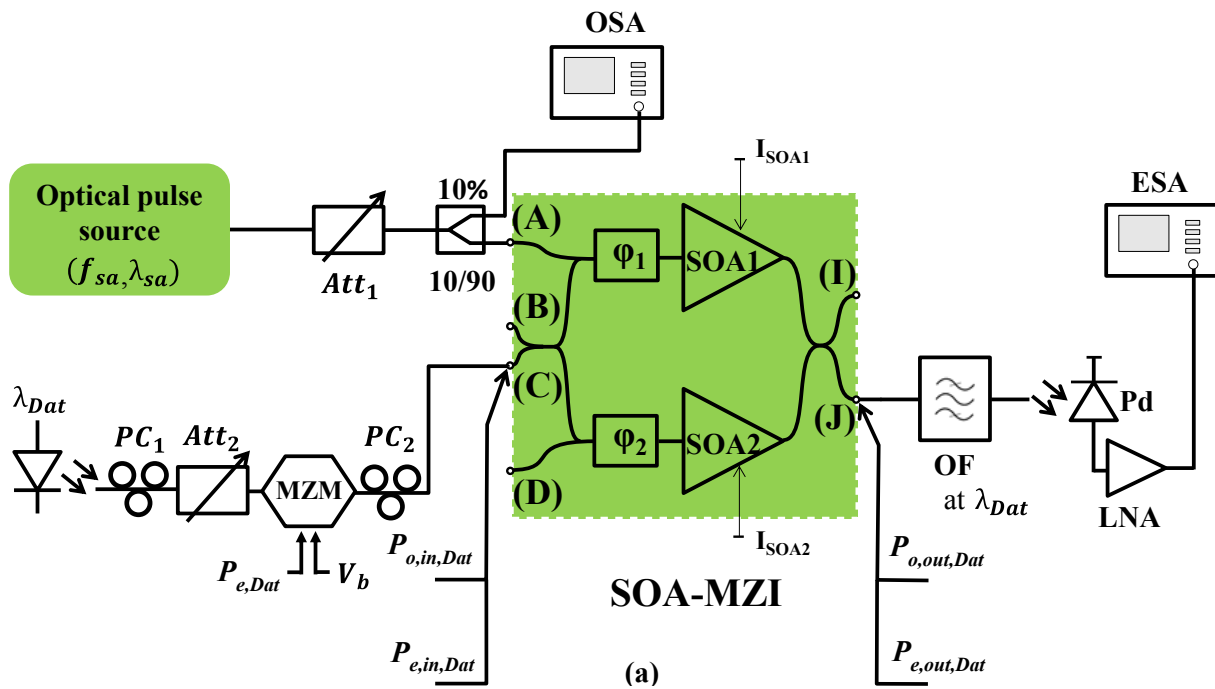 OSA
I_SOA1
ESA
Optical pulse
source
(f_sa,λ_sa)
10%
Att_1
10/90
(A)
φ_1
SOA1
(I)
(B)
(C)
λ_Dat
PC_1
Att_2
PC_2
MZM
(J)
Pd
φ_2
SOA2
(D)
OF
at λ_Dat
LNA
P_e,Dat
V_b
P_o,in,Dat
I_SOA2
P_o,out,Dat
SOA-MZI
P_e,in,Dat
P_e,out,Dat
(a)